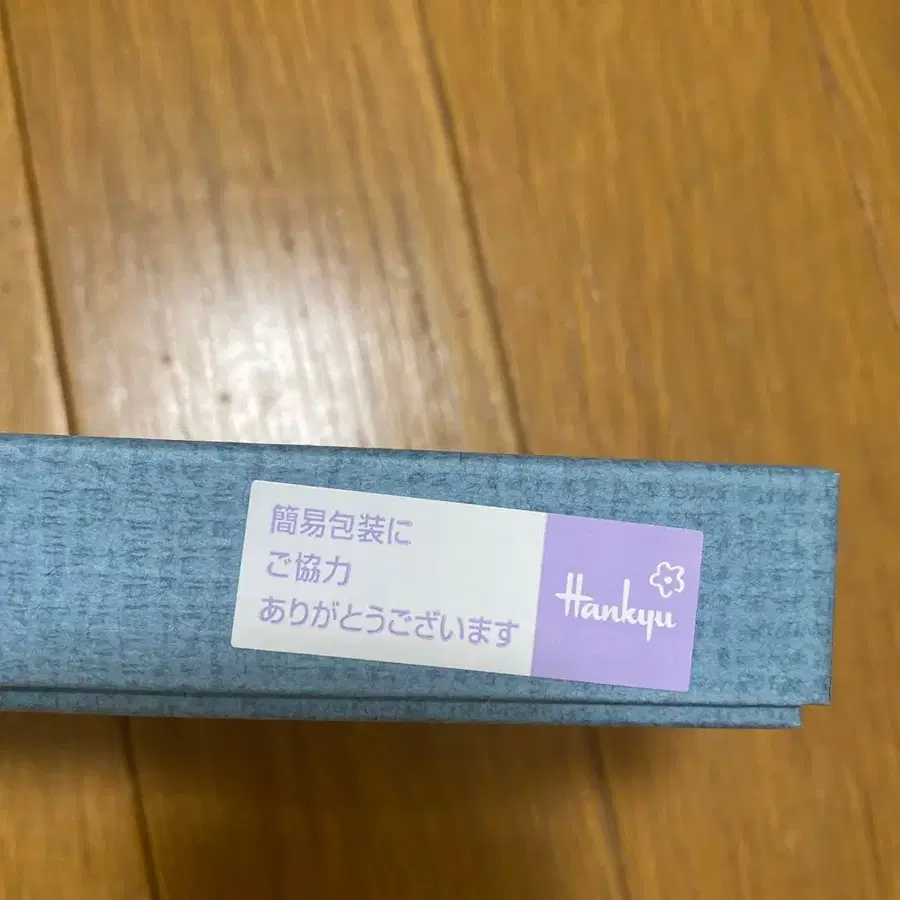 簡易包装に
ご協力
ありがとうございます
Hankyu